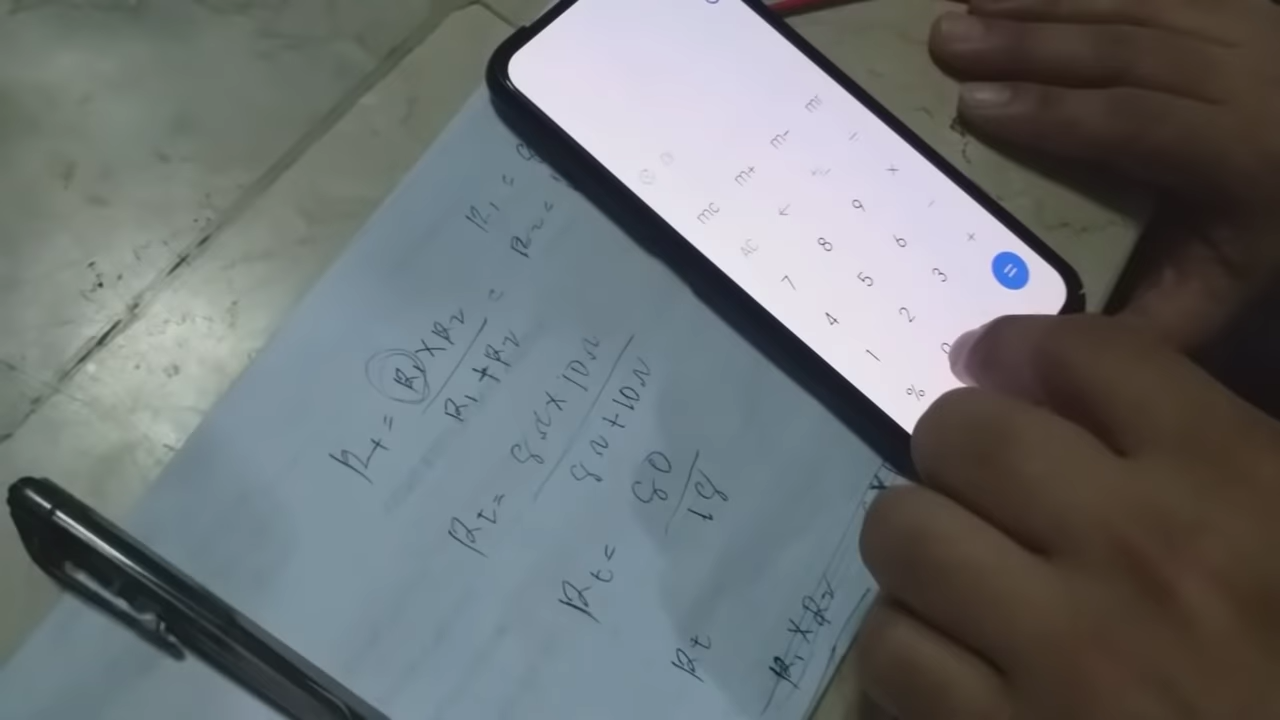 R₁ =
R₂ =
Rt = R₁ × R₂ =
R₁ + R₂
Rt = 8Ω × 10Ω
8Ω + 10Ω
Rt = 80
18
Rt
R₁ × R₂
mc m+ m- mr
AC ← +/- ÷
7 8 9 ×
4 5 6 -
1 2 3 +
% 0 =